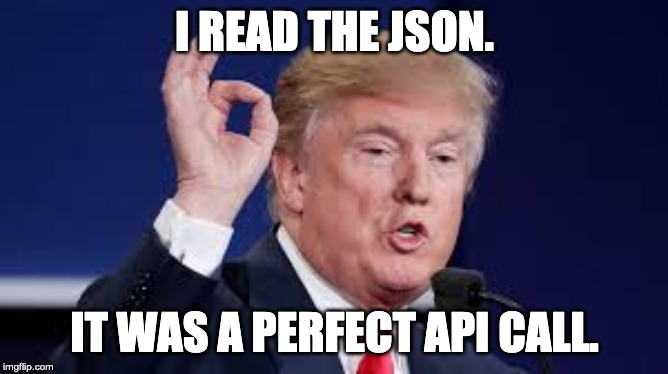 I READ THE JSON.
IT WAS A PERFECT API CALL.
imgflip.com